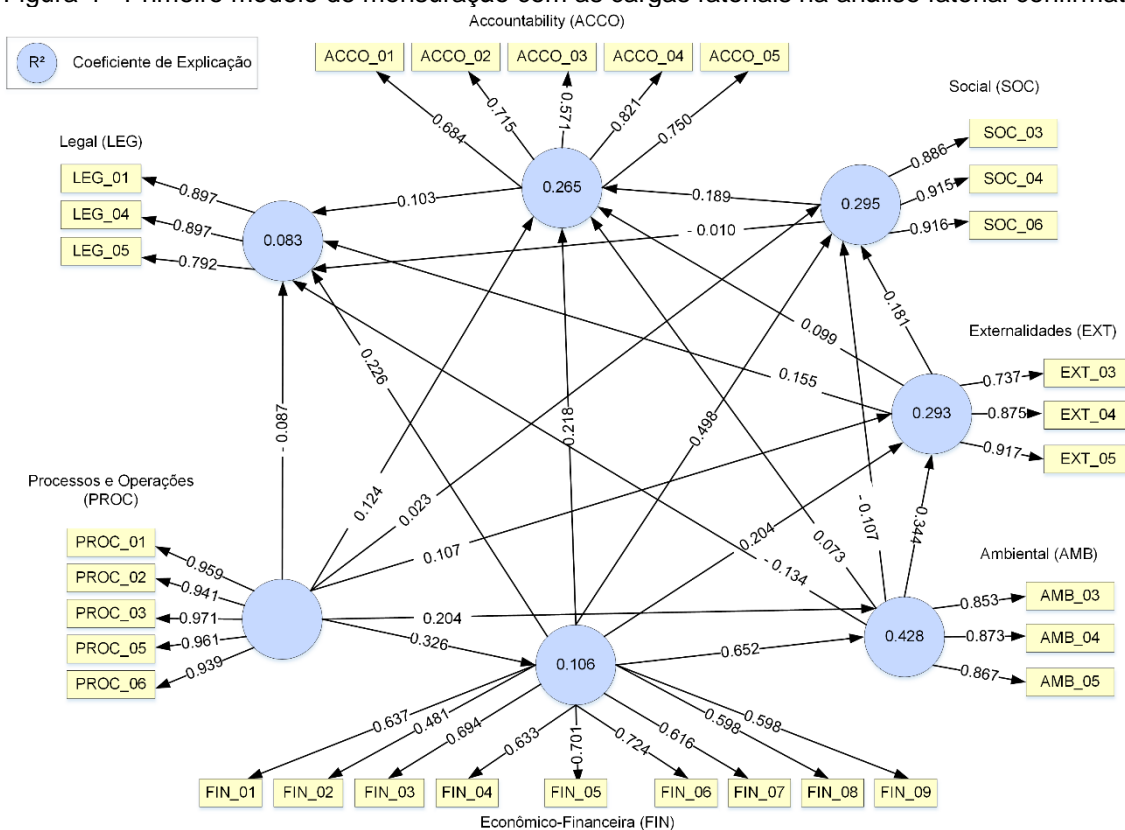 Figura 4 - Primeiro modelo de mensuração com as cargas fatoriais na análise fatorial confirmat
Accountability (ACCO)
R² Coeficiente de Explicação
ACCO_01 ACCO_02 ACCO_03 ACCO_04 ACCO_05
0.684 0.715 0.571 0.821 0.750
Social (SOC)
SOC_03
SOC_04
SOC_06
0.886
0.915
0.916
0.295
Legal (LEG)
LEG_01
LEG_04
LEG_05
0.897
0.897
0.792
0.083
0.265
0.103
0.189
- 0.010
0.181
0.099
0.155
Externalidades (EXT)
EXT_03
EXT_04
EXT_05
0.737
0.875
0.917
0.293
0.226
0.218
0.498
- 0.087
0.124
0.023
0.107
0.204
0.073
- 0.134
- 0.107
0.344
Processos e Operações
(PROC)
PROC_01
PROC_02
PROC_03
PROC_05
PROC_06
0.959
0.941
0.971
0.961
0.939
0.204
0.326
0.652
Ambiental (AMB)
AMB_03
AMB_04
AMB_05
0.853
0.873
0.867
0.428
0.106
0.637 0.481 0.694 0.633 0.701 0.724 0.616 0.598 0.598
FIN_01 FIN_02 FIN_03 FIN_04 FIN_05 FIN_06 FIN_07 FIN_08 FIN_09
Econômico-Financeira (FIN)